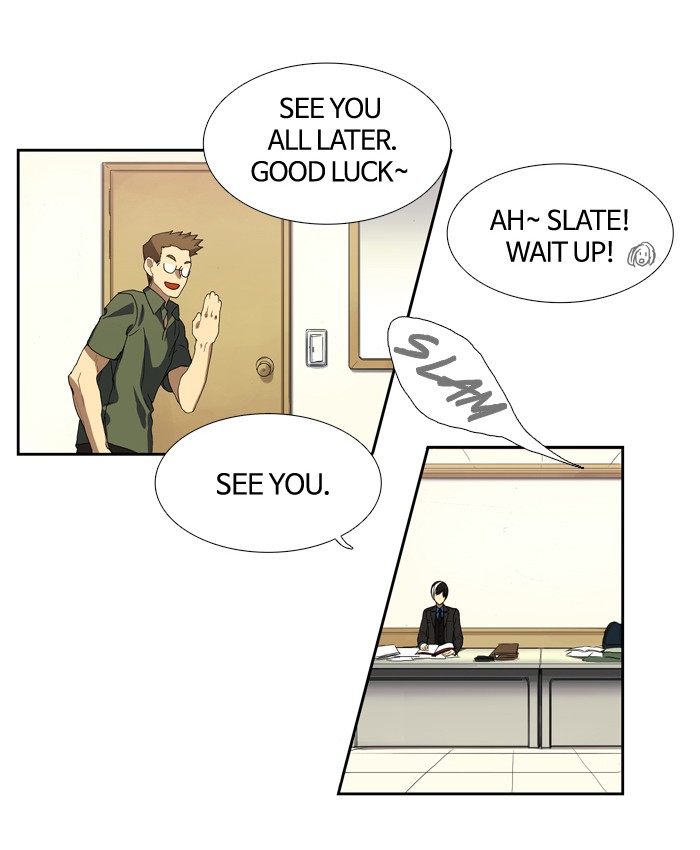 SEE YOU
ALL LATER.
GOOD LUCK~
AH~ SLATE!
WAIT UP!
SLAM
SEE YOU.